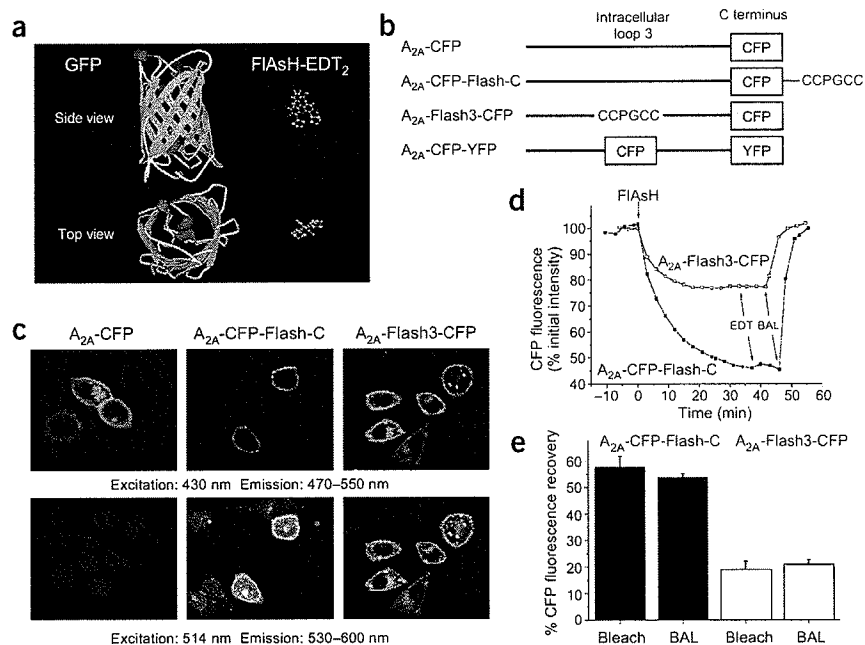 a
GFP
FlAsH-EDT2
Side view
Top view
b
Intracellular
loop 3
C terminus
A2A-CFP
CFP
A2A-CFP-Flash-C
CFP
CCPGCC
A2A-Flash3-CFP
CCPGCC
CFP
A2A-CFP-YFP
CFP
YFP
c
A2A-CFP
A2A-CFP-Flash-C
A2A-Flash3-CFP
Excitation: 430 nm Emission: 470–550 nm
Excitation: 514 nm Emission: 530–600 nm
d
FlAsH
CFP fluorescence
(% initial intensity)
100
90
80
70
60
50
40
A2A-Flash3-CFP
EDT BAL
A2A-CFP-Flash-C
–10 0 10 20 30 40 50 60
Time (min)
e
A2A-CFP-Flash-C
A2A-Flash3-CFP
% CFP fluorescence recovery
60
50
40
30
20
10
0
Bleach
BAL
Bleach
BAL